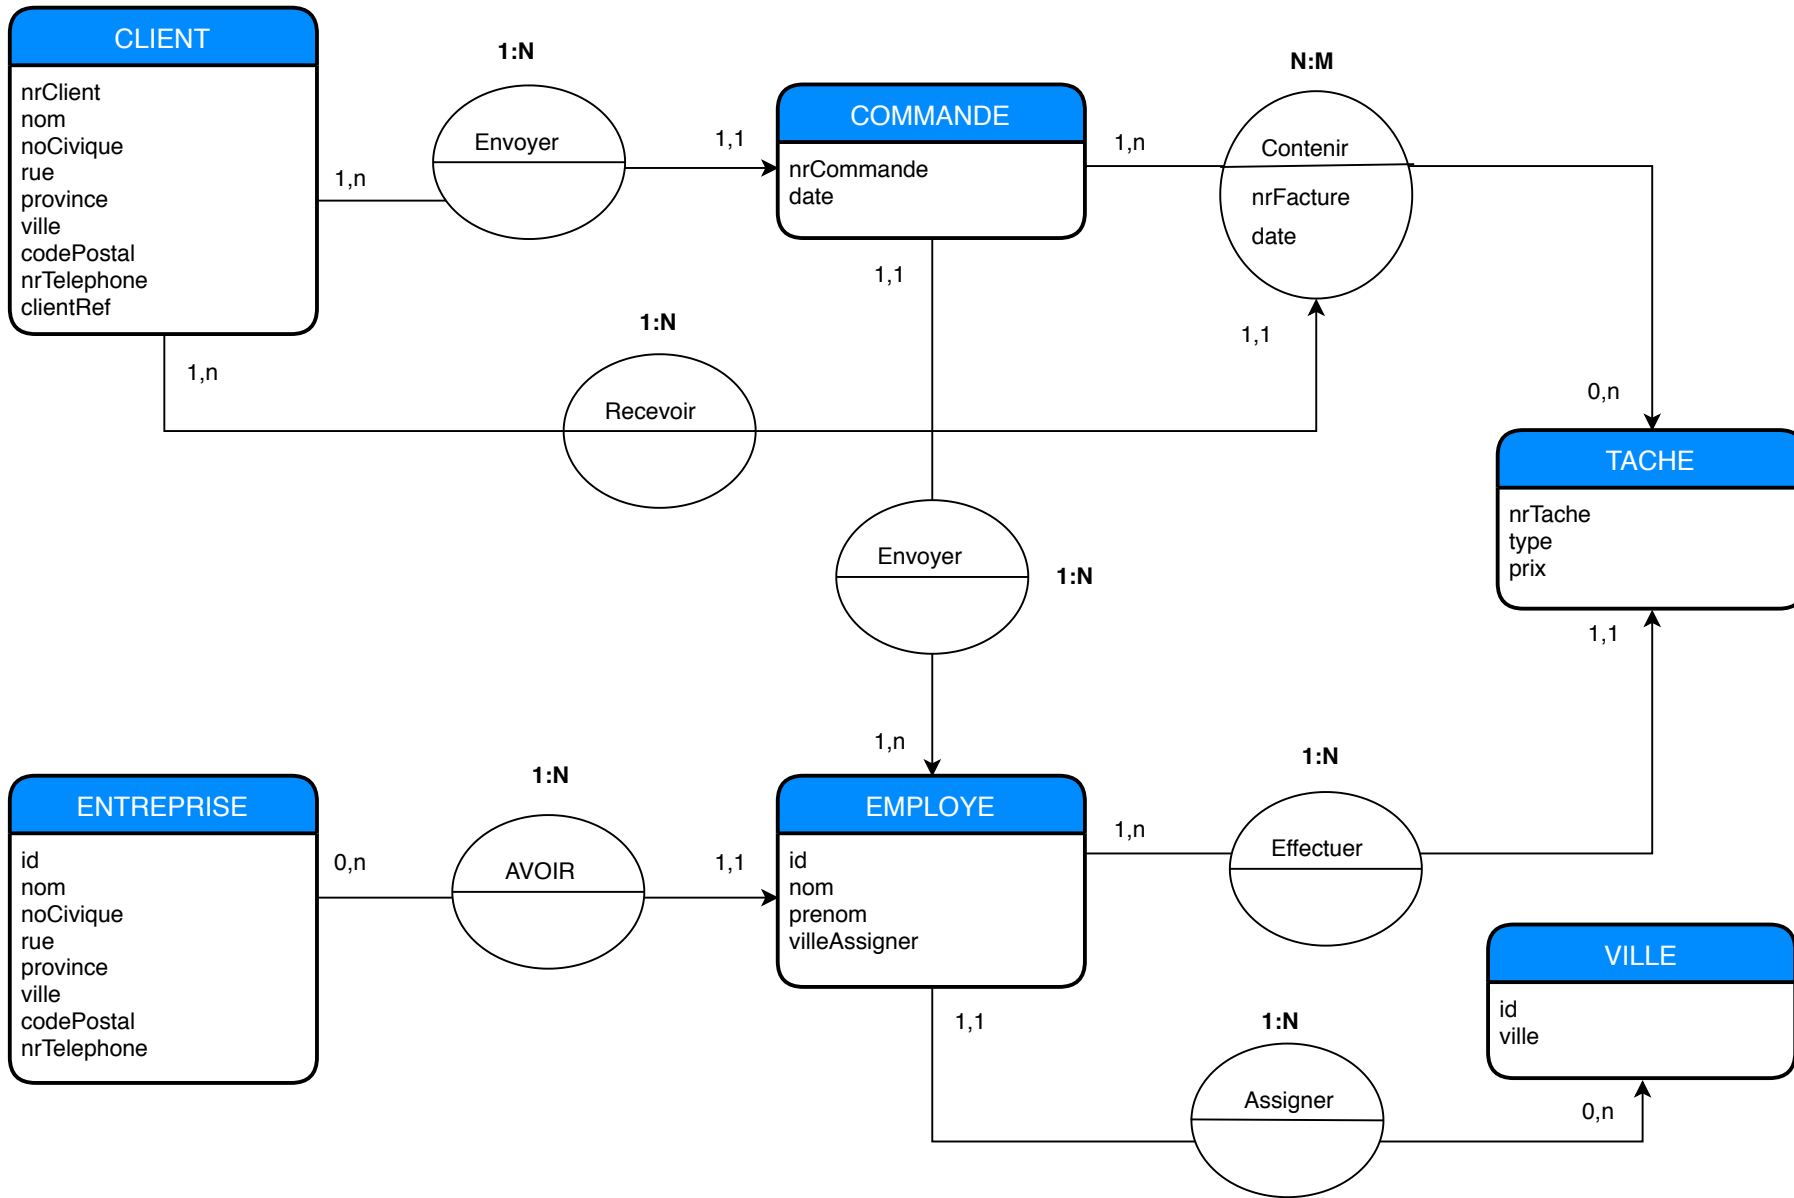 CLIENT
nrClient
nom
noCivique
rue
province
ville
codePostal
nrTelephone
clientRef
1:N
Envoyer
1,n
1,1
COMMANDE
nrCommande
date
1,n
N:M
Contenir
nrFacture
date
1,1
1,1
0,n
1:N
Recevoir
1,n
TACHE
nrTache
type
prix
1,1
Envoyer
1:N
1,n
ENTREPRISE
id
nom
noCivique
rue
province
ville
codePostal
nrTelephone
1:N
AVOIR
0,n
1,1
EMPLOYE
id
nom
prenom
villeAssigner
1,n
1:N
Effectuer
VILLE
id
ville
1,1
1:N
Assigner
0,n